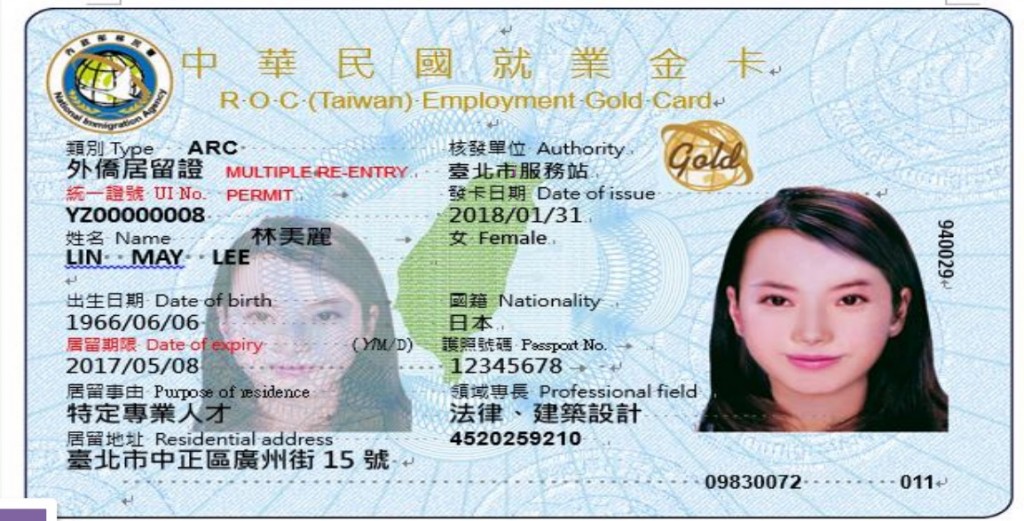 中華民國就業金卡
R·O·C·(Taiwan)·Employment·Gold·Card
內政部移民署
National Immigration Agency
類別 Type ARC
外僑居留證 MULTIPLE RE-ENTRY
統一證號 UI No. PERMIT
YZ00000008
姓名 Name 林美麗
LIN MAY LEE
出生日期 Date of birth
1966/06/06
居留期限 Date of expiry (Y/M/D)
2017/05/08
居留事由 Purpose of residence
特定專業人才
居留地址 Residential address
臺北市中正區廣州街 15 號
核發單位 Authority
臺北市服務站
發卡日期 Date of issue
2018/01/31
女 Female
國籍 Nationality
日本
護照號碼 Passport No.
12345678
領域專長 Professional field
法律、建築設計
4520259210
Gold
940029
09830072 011